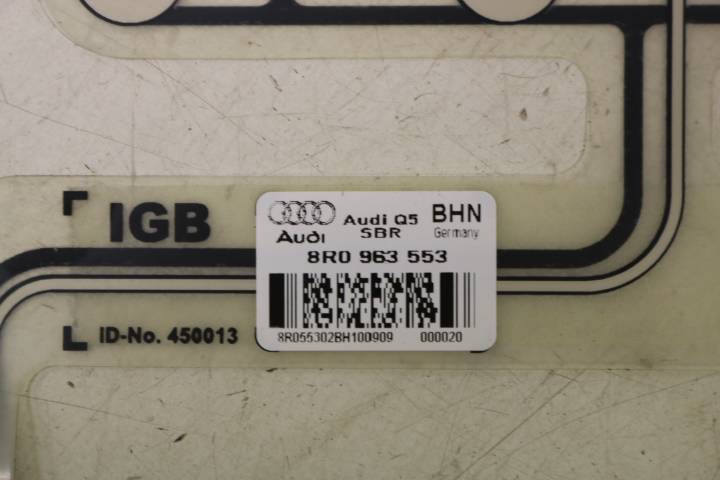 IGB
ID-No. 450013
Audi
Audi Q5
SBR
BHN
Germany
8R0 963 553
8R055302BH100909 000020